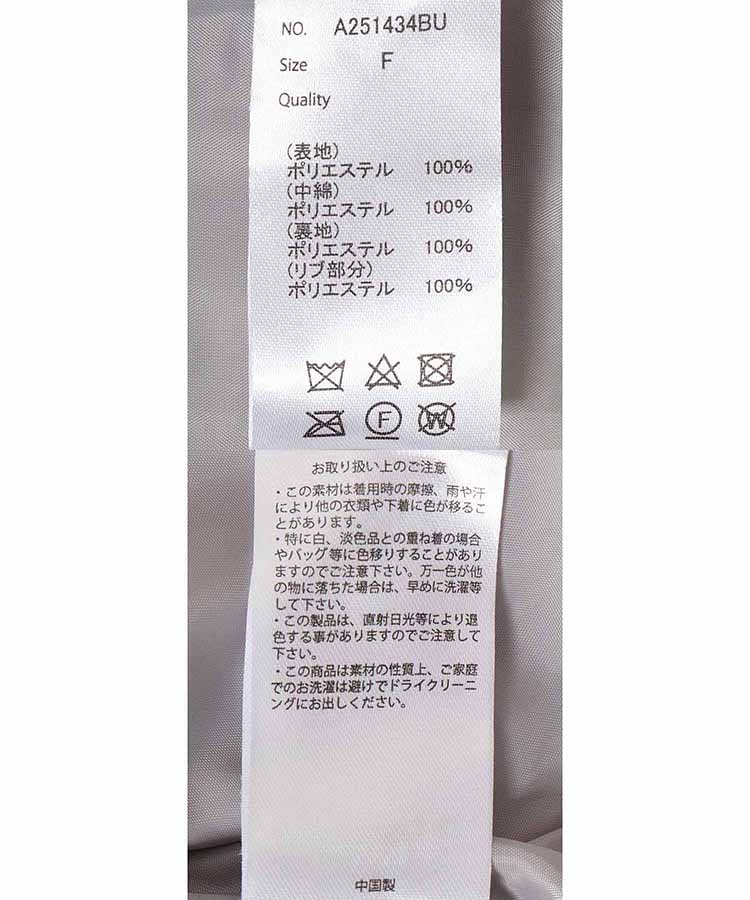 NO. A251434BU
Size F
Quality
(表地)
ポリエステル 100%
(中綿)
ポリエステル 100%
(裏地)
ポリエステル 100%
(リブ部分)
ポリエステル 100%
F W
お取り扱い上のご注意
・この素材は着用時の摩擦、雨や汗
により他の衣類や下着に色が移るこ
とがあります。
・特に白、淡色品との重ね着の場合
やバッグ等に色移りすることがあり
ますのでご注意下さい。万一色が他
の物に落ちた場合は、早めに洗濯等
して下さい。
・この製品は、直射日光等により退
色する事がありますのでご注意して
下さい。
・この商品は素材の性質上、ご家庭
でのお洗濯は避けてドライクリーニ
ングにお出しください。
中国製